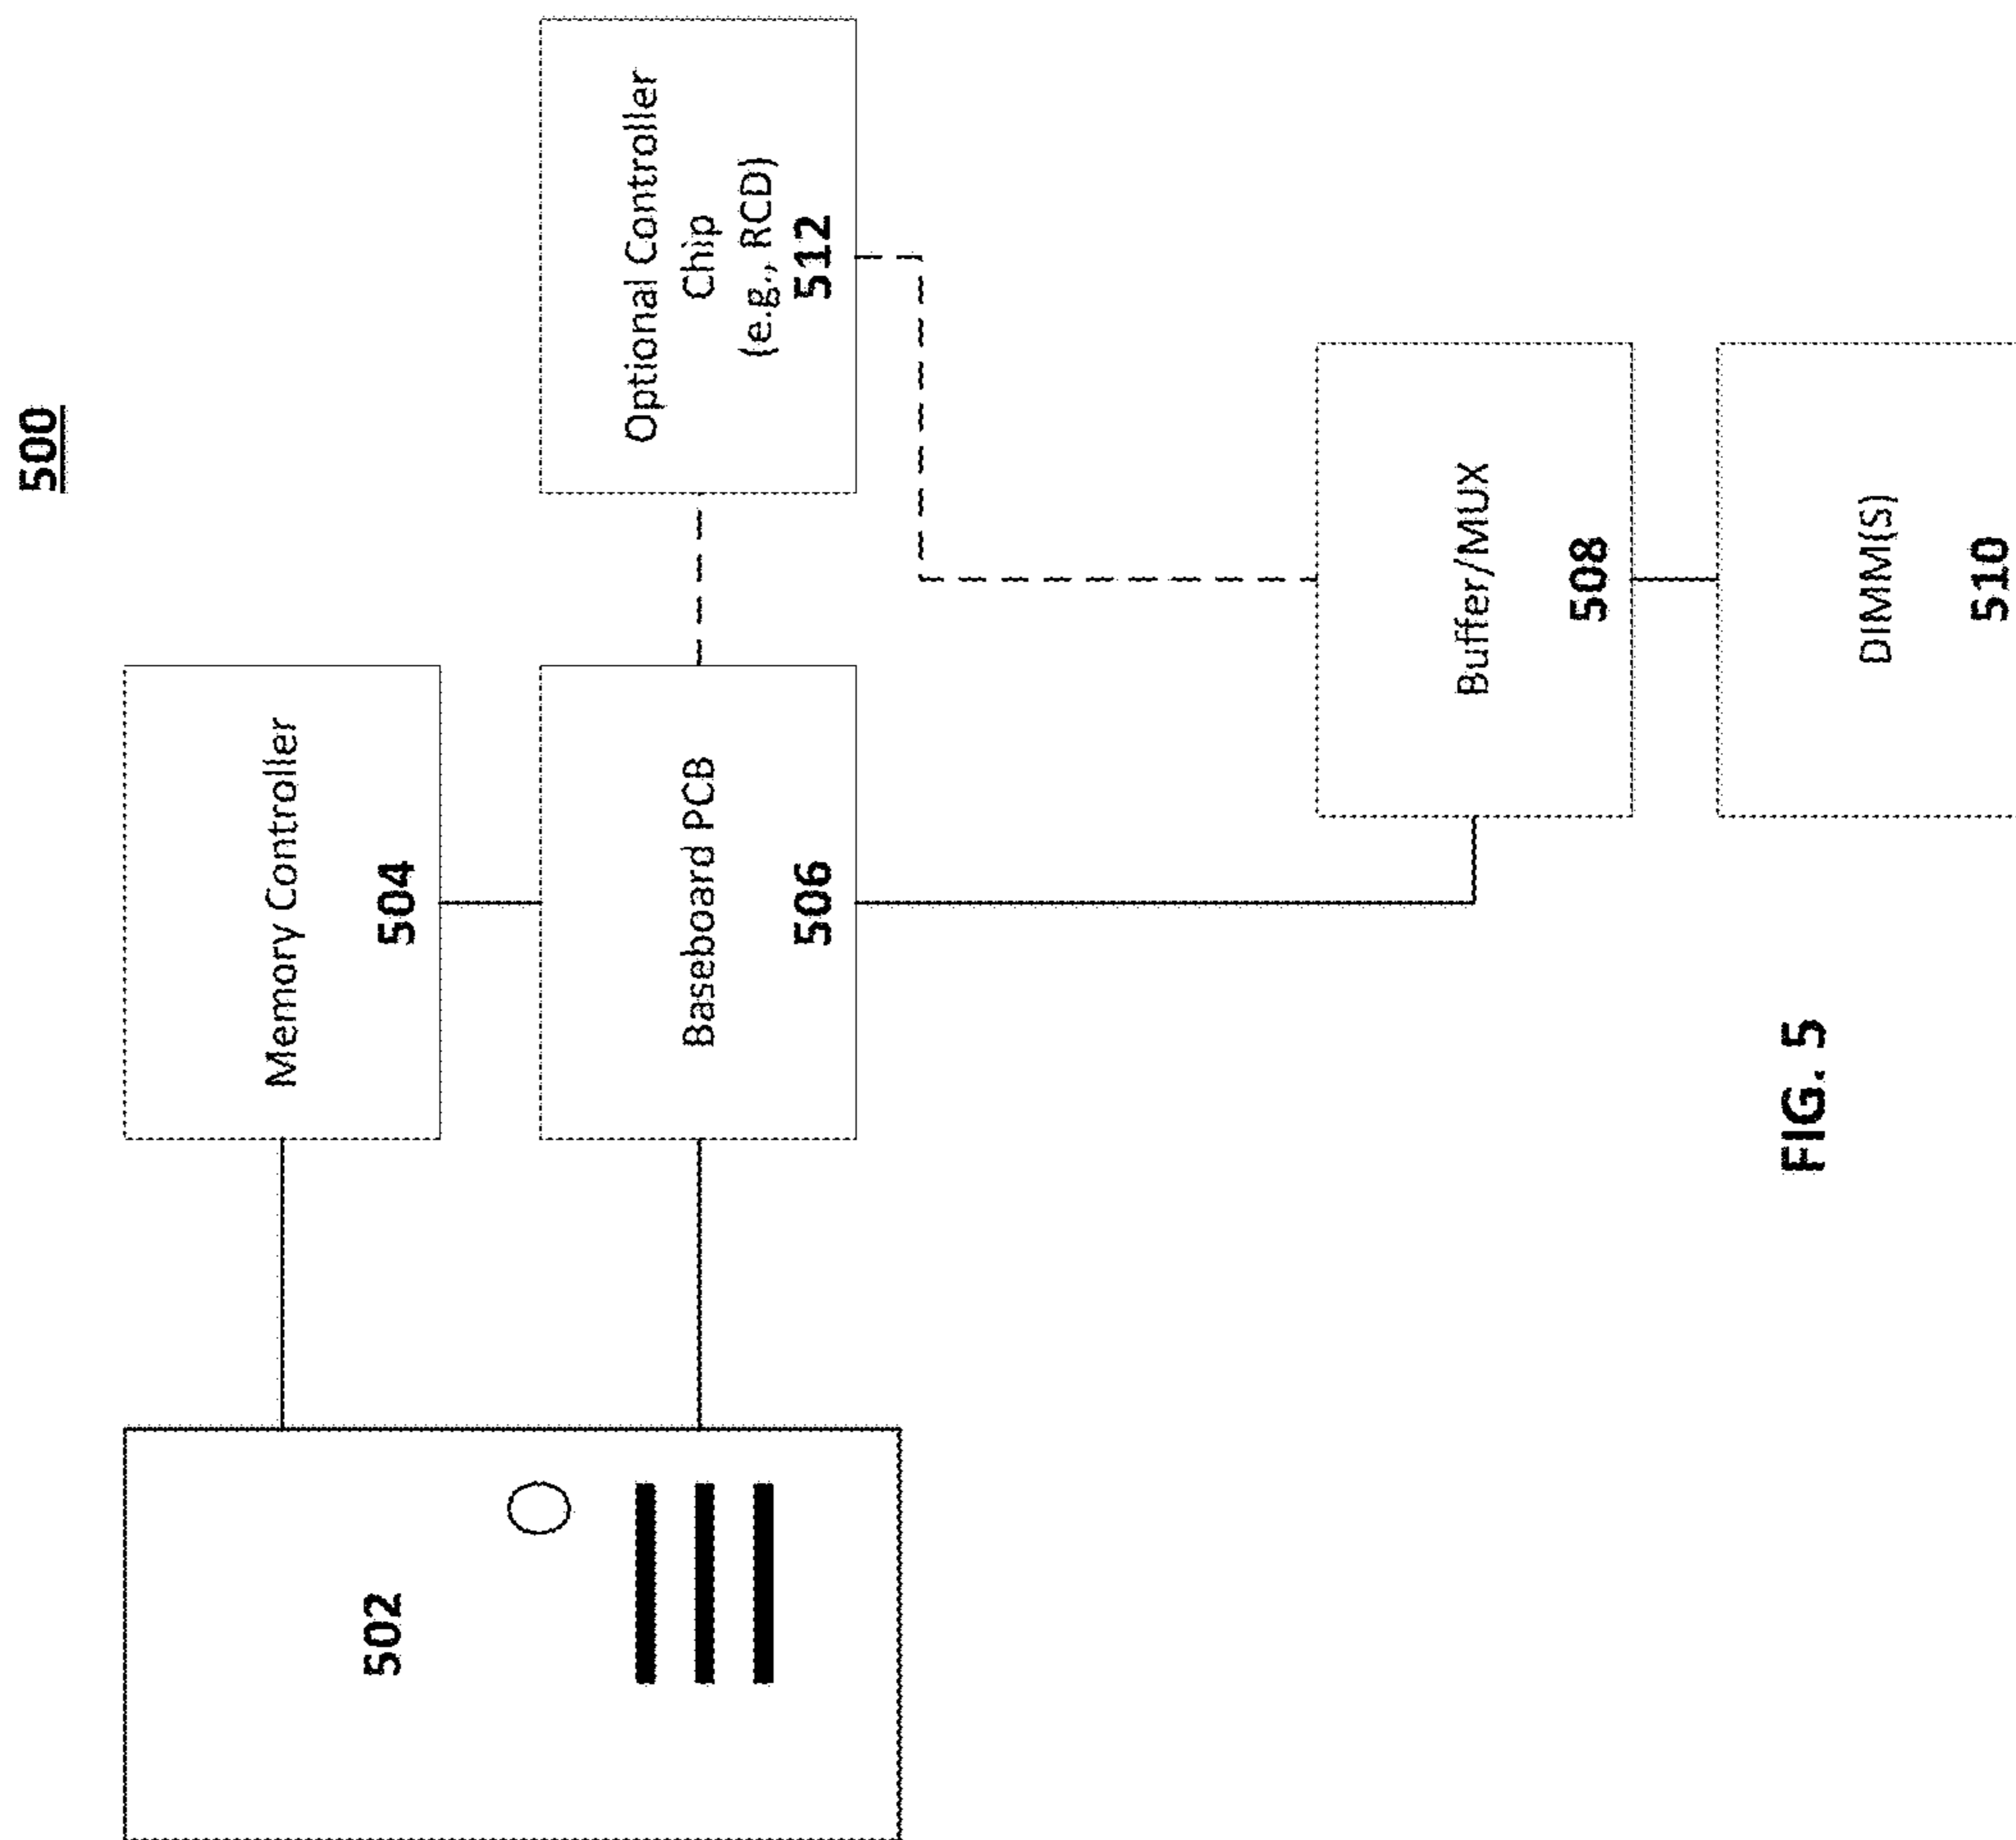 500
502
Memory Controller
504
Baseboard PCB
506
Optional Controller
Chip
(e.g., RCD)
512
Buffer/MUX
508
DIMM(S)
510
FIG. 5